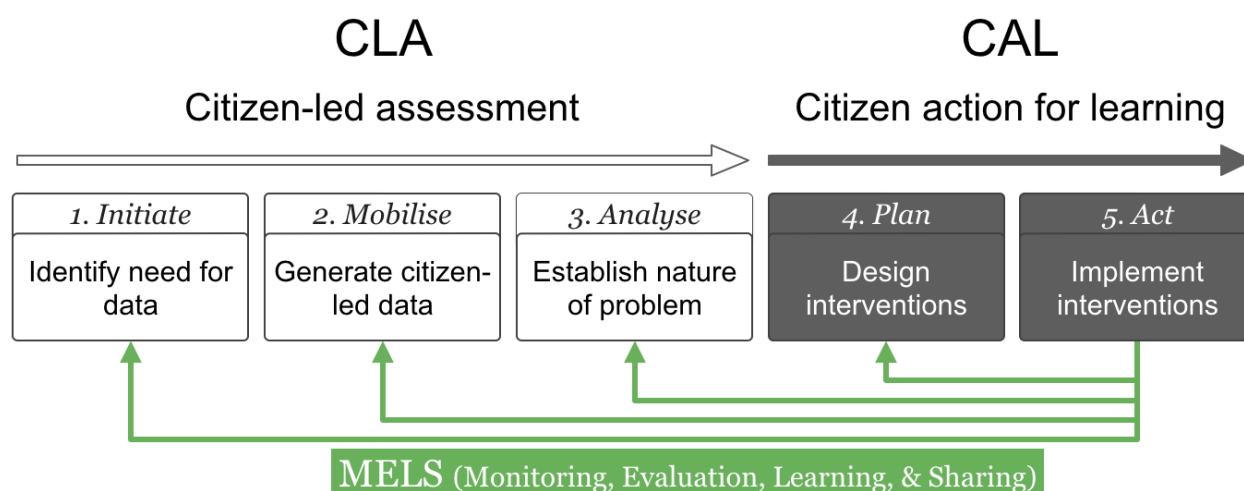 CLA
Citizen-led assessment
CAL
Citizen action for learning
1. Initiate
Identify need for
data
2. Mobilise
Generate citizen-
led data
3. Analyse
Establish nature
of problem
4. Plan
Design
interventions
5. Act
Implement
interventions
MELS (Monitoring, Evaluation, Learning, & Sharing)